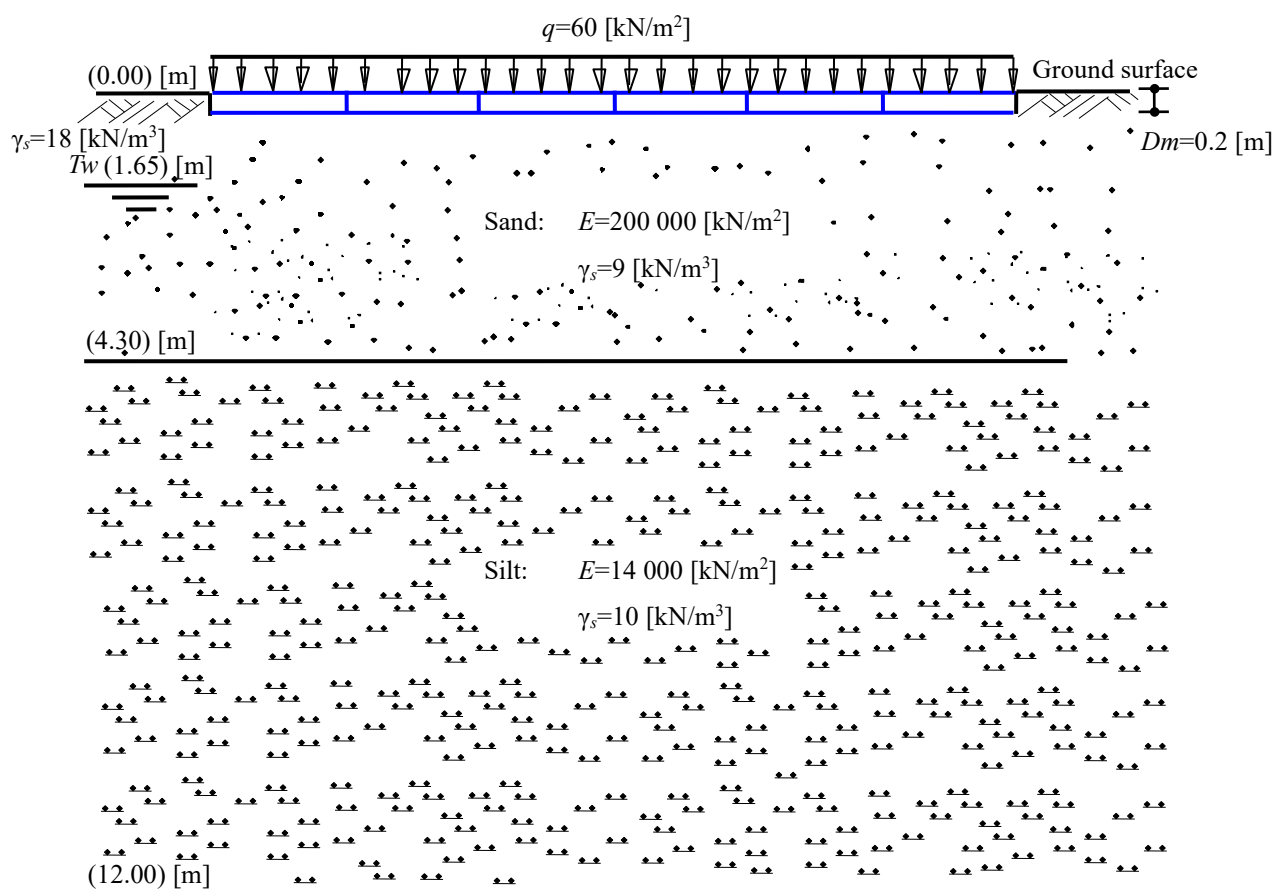 q=60 [kN/m²]
(0.00) [m]
Ground surface
γs=18 [kN/m³]
Dm=0.2 [m]
Tw (1.65) [m]
Sand: E=200 000 [kN/m²]
γs=9 [kN/m³]
(4.30) [m]
Silt: E=14 000 [kN/m²]
γs=10 [kN/m³]
(12.00) [m]